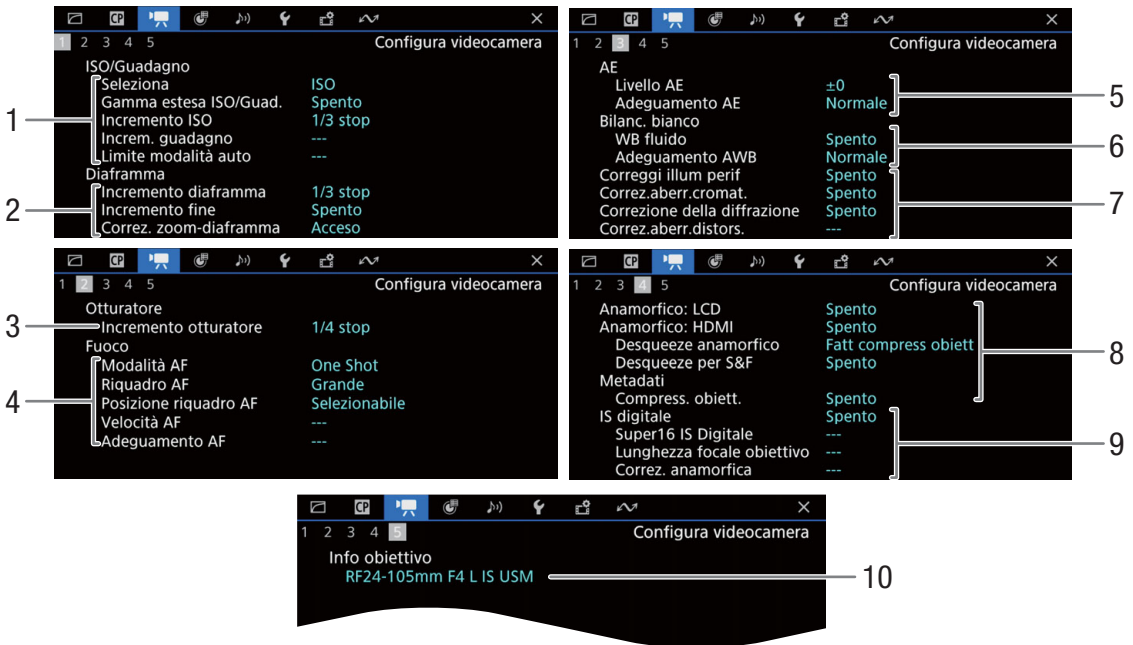 CP
1 2 3 4 5 Configura videocamera
ISO/Guadagno
Seleziona ISO
Gamma estesa ISO/Guad. Spento
1 Incremento ISO 1/3 stop
Increm. guadagno ---
Limite modalità auto ---
Diaframma
Incremento diaframma 1/3 stop
2 Incremento fine Spento
Correz. zoom-diaframma Acceso
CP
1 2 3 4 5 Configura videocamera
Otturatore
3 Incremento otturatore 1/4 stop
Fuoco
Modalità AF One Shot
Riquadro AF Grande
4 Posizione riquadro AF Selezionabile
Velocità AF ---
Adeguamento AF ---
CP
1 2 3 4 5 Configura videocamera
AE
Livello AE ±0
Adeguamento AE Normale 5
Bilanc. bianco
WB fluido Spento 6
Adeguamento AWB Normale
Correggi illum perif Spento
Correz.aberr.cromat. Spento
Correzione della diffrazione Spento 7
Correz.aberr.distors. ---
CP
1 2 3 4 5 Configura videocamera
Anamorfico: LCD Spento
Anamorfico: HDMI Spento
Desqueeze anamorfico Fatt compress obiett 8
Desqueeze per S&F Spento
Metadati
Compress. obiett. Spento
IS digitale Spento
Super16 IS Digitale --- 9
Lunghezza focale obiettivo ---
Correz. anamorfica ---
CP
1 2 3 4 5 Configura videocamera
Info obiettivo
RF24-105mm F4 L IS USM 10